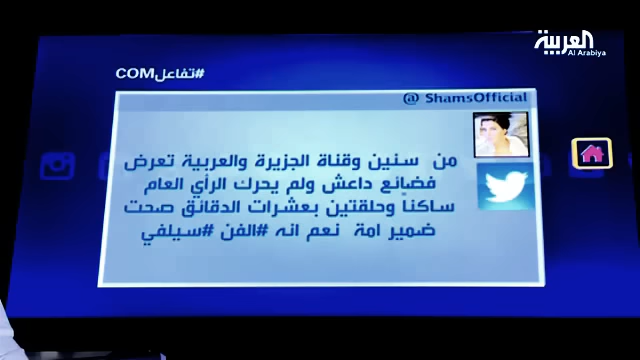 العربية
Al Arabiya
#تفاعلCOM
@ ShamsOfficial
من سنين وقناة الجزيرة والعربية تعرض
فضائع داعش ولم يحرك الرأي العام
ساكناً وحلقتين بعشرات الدقائق صحت
ضمير امة نعم انه #الفن #سيلفي